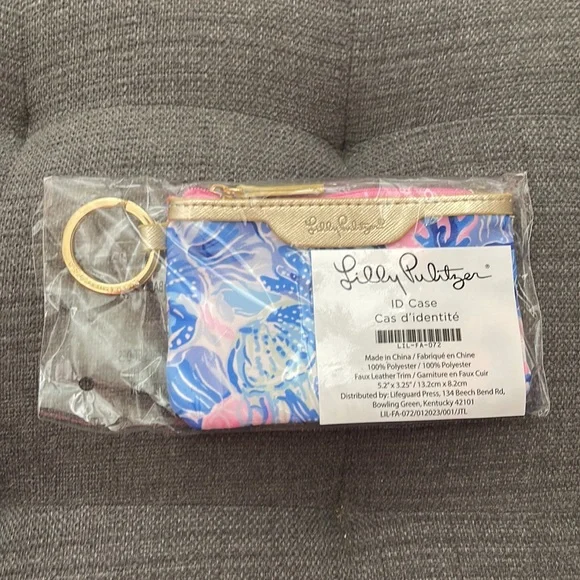 Lilly Pulitzer®
Lilly Pulitzer®
ID Case
Cas d'identité
LIL-FA-072
Made in China / Fabriqué en Chine
100% Polyester / 100% Polyester
Faux Leather Trim / Garniture en Faux Cuir
5.2" x 3.25" / 13.2cm x 8.2cm
Distributed by: Lifeguard Press, 134 Beech Bend Rd,
Bowling Green, Kentucky 42101
LIL-FA-072/012023/001/JTL